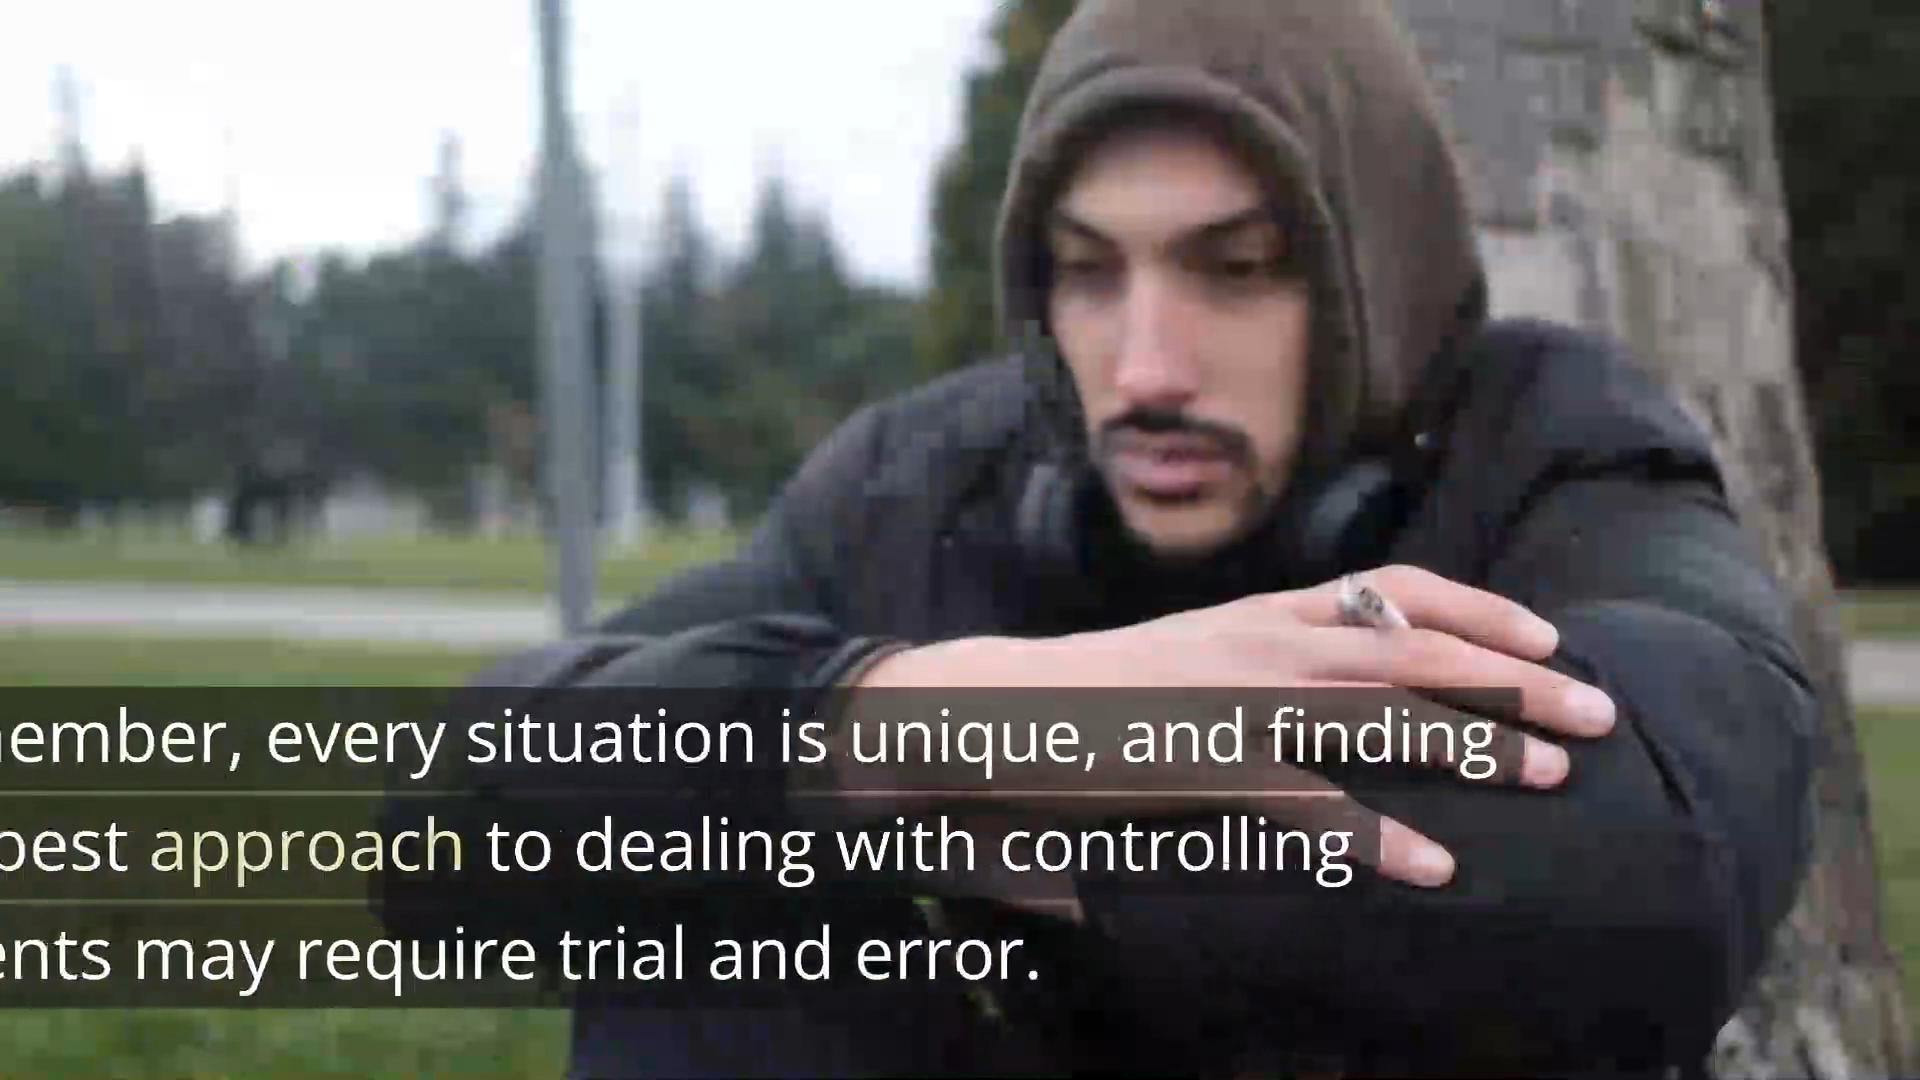 ember, every situation is unique, and finding
best approach to dealing with controlling
ents may require trial and error.